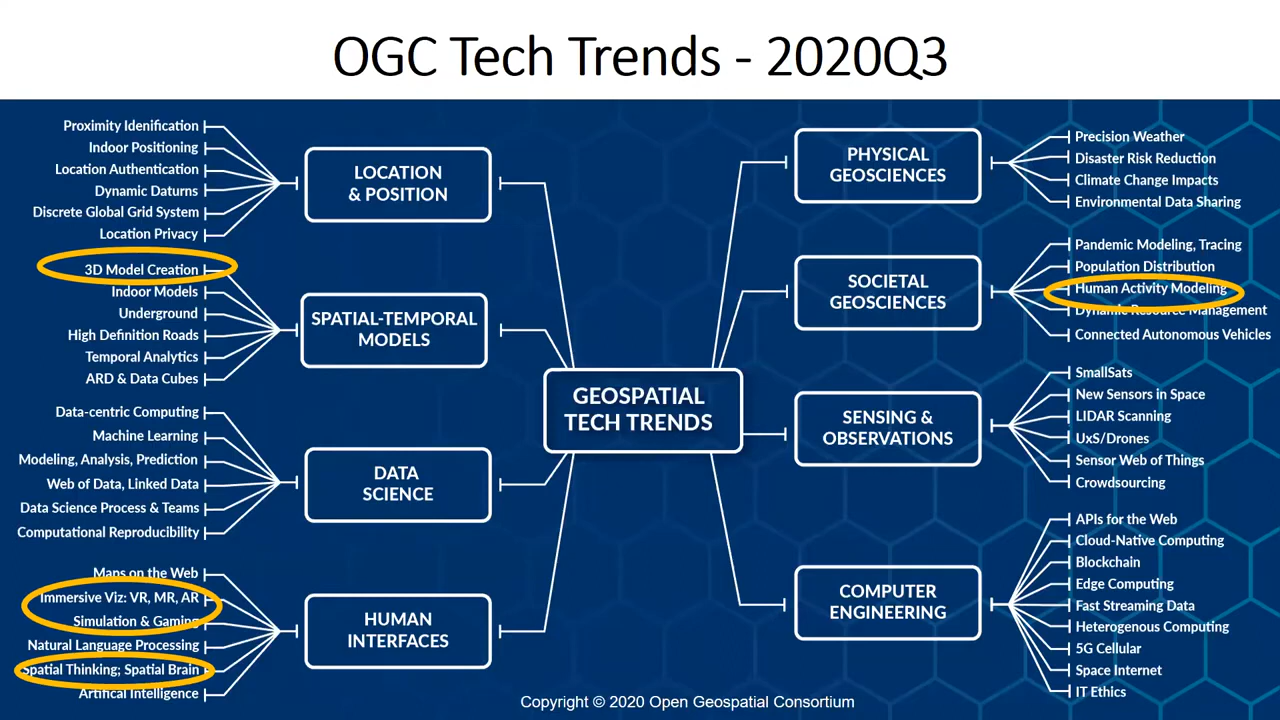 OGC Tech Trends - 2020Q3
Proximity Idenification
Indoor Positioning
Location Authentication
Dynamic Daturns
Discrete Global Grid System
Location Privacy
LOCATION
& POSITION
3D Model Creation
Indoor Models
Underground
High Definition Roads
Temporal Analytics
ARD & Data Cubes
SPATIAL-TEMPORAL
MODELS
Data-centric Computing
Machine Learning
Modeling, Analysis, Prediction
Web of Data, Linked Data
Data Science Process & Teams
Computational Reproducibility
DATA
SCIENCE
Maps on the Web
Immersive Viz: VR, MR, AR
Simulation & Gaming
Natural Language Processing
Spatial Thinking; Spatial Brain
Artifical Intelligence
HUMAN
INTERFACES
GEOSPATIAL
TECH TRENDS
PHYSICAL
GEOSCIENCES
Precision Weather
Disaster Risk Reduction
Climate Change Impacts
Environmental Data Sharing
SOCIETAL
GEOSCIENCES
Pandemic Modeling, Tracing
Population Distribution
Human Activity Modeling
Dynamic Resource Management
Connected Autonomous Vehicles
SENSING &
OBSERVATIONS
SmallSats
New Sensors in Space
LIDAR Scanning
UxS/Drones
Sensor Web of Things
Crowdsourcing
COMPUTER
ENGINEERING
APIs for the Web
Cloud-Native Computing
Blockchain
Edge Computing
Fast Streaming Data
Heterogenous Computing
5G Cellular
Space Internet
IT Ethics
Copyright © 2020 Open Geospatial Consortium